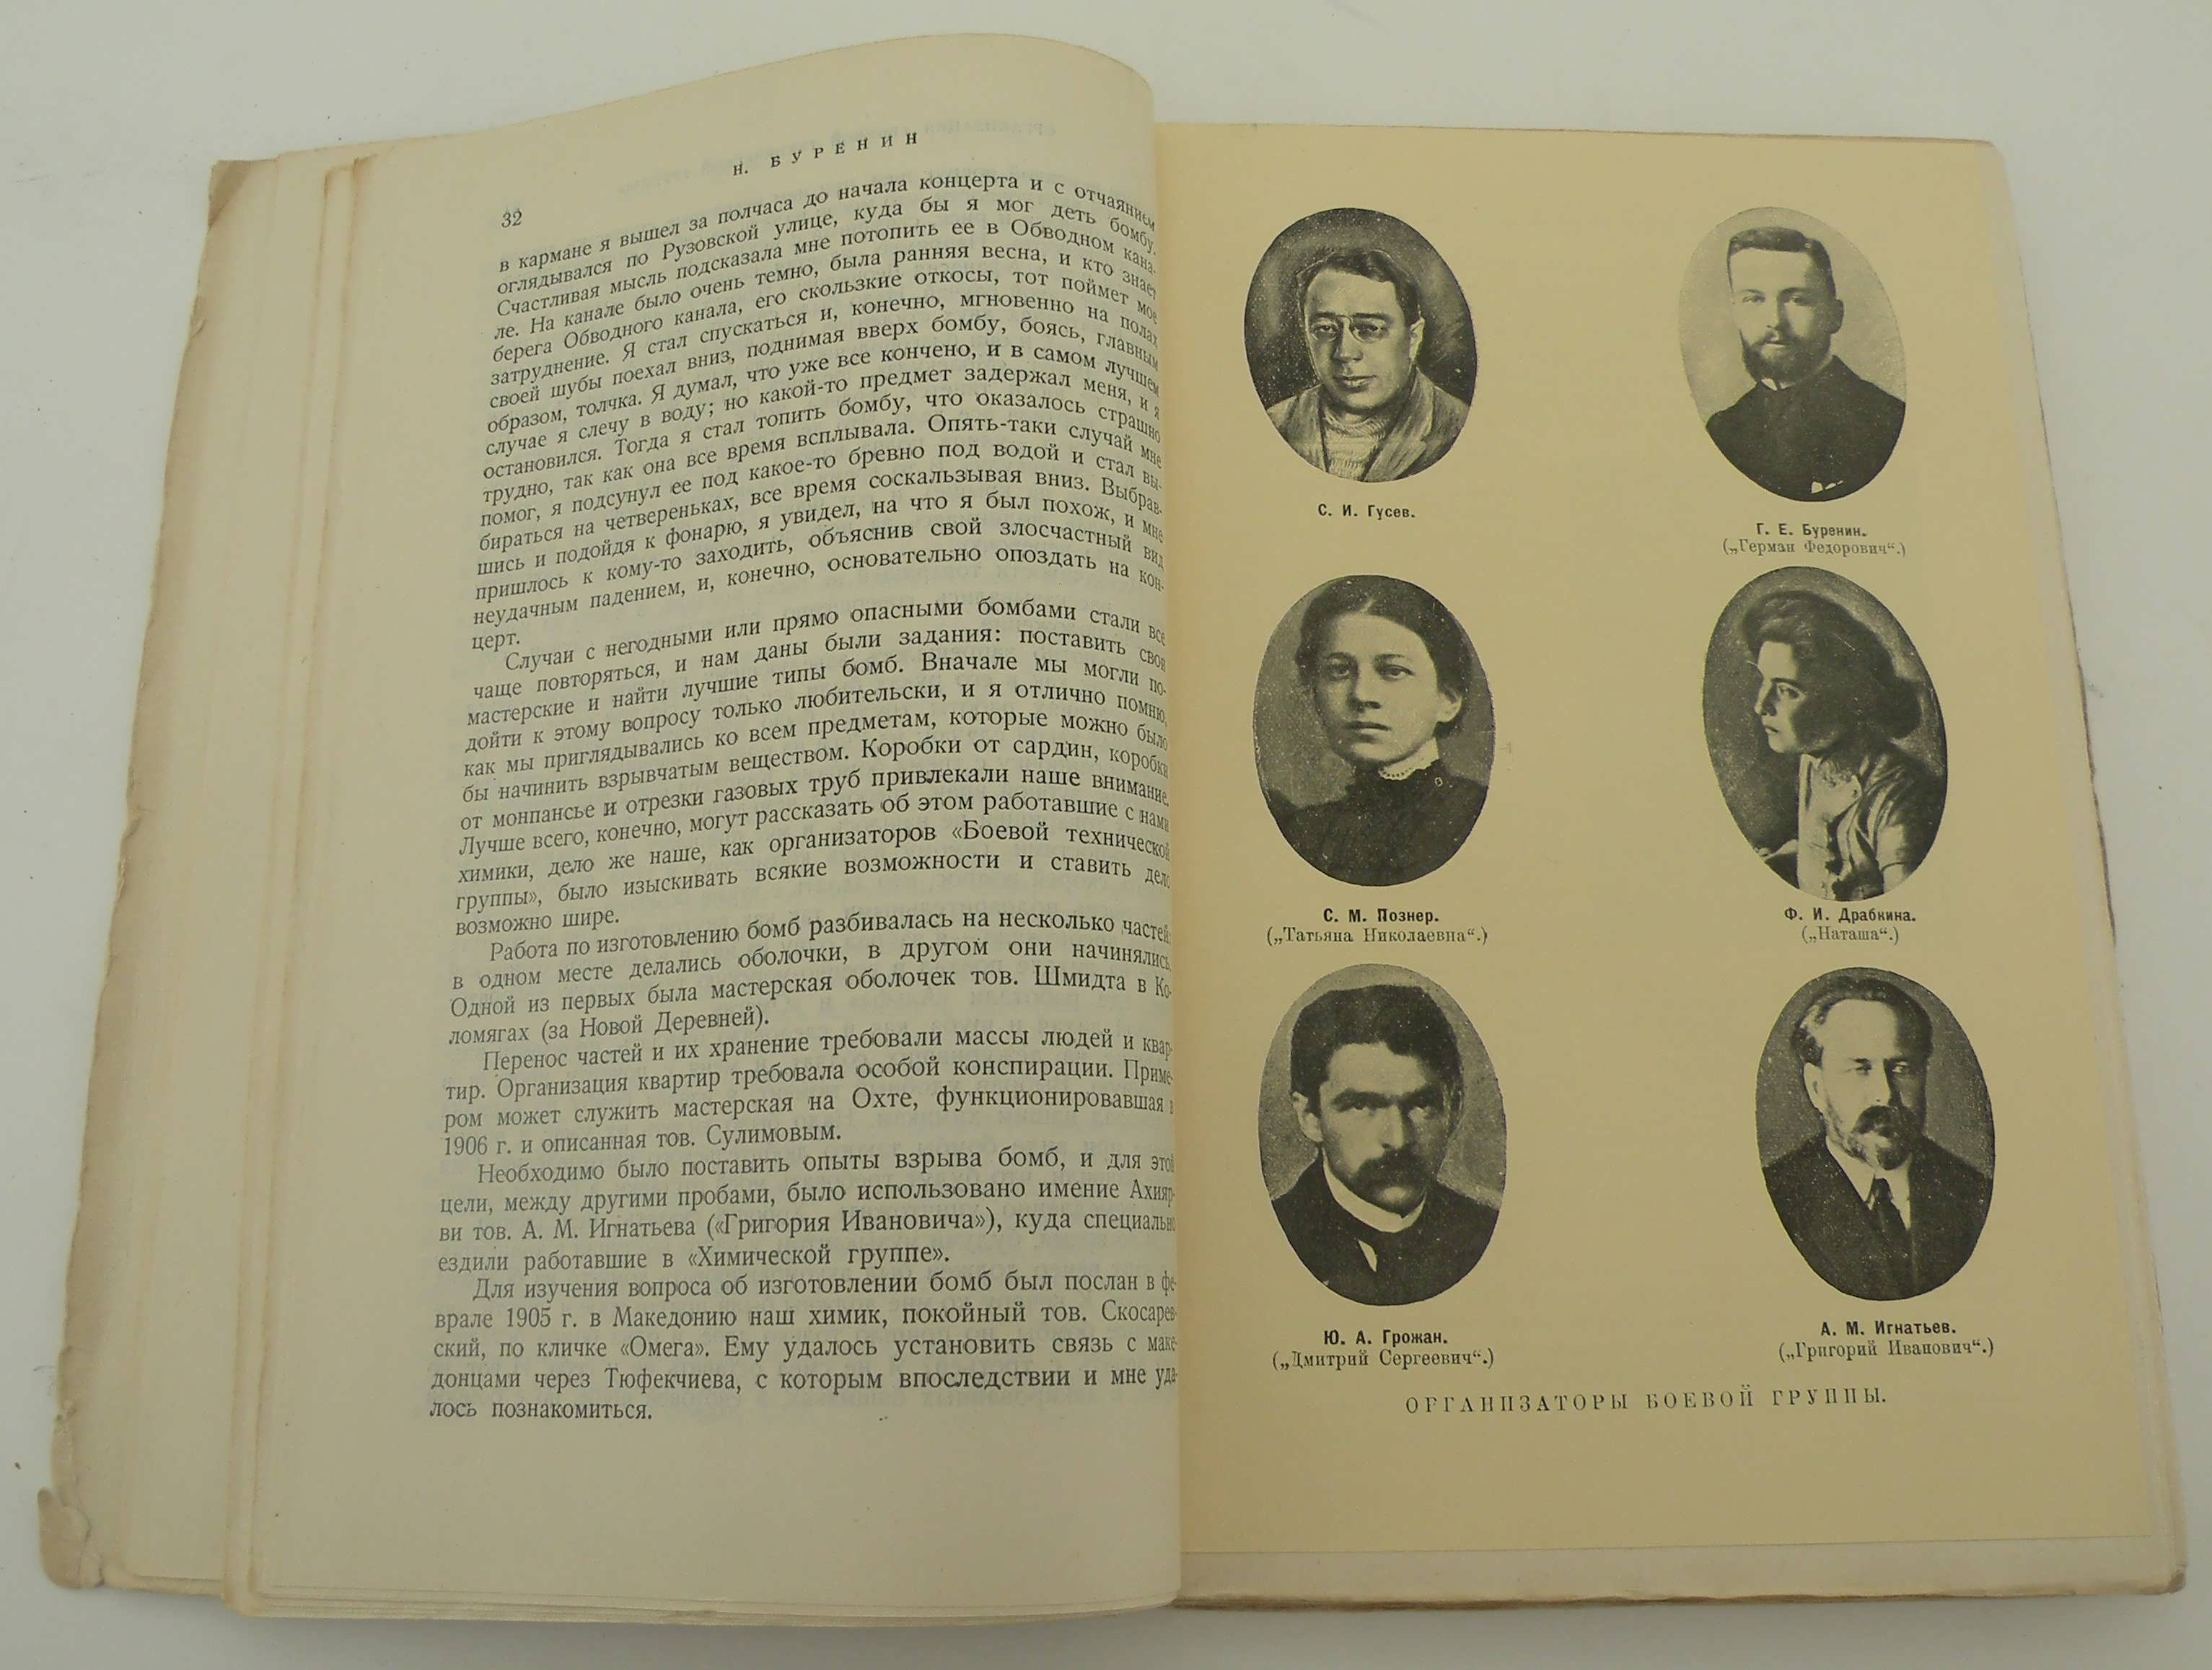 32
Н. БУРЕНИН
в кармане я вышел за полчаса до начала концерта и с отчаянием
оглядывался по Рузовской улице, куда бы я мог деть бомбу.
Счастливая мысль подсказала мне потопить ее в Обводном кана-
ле. На канале было очень темно, была ранняя весна, и кто знает
берега Обводного канала, его скользкие откосы, тот поймет мое
затруднение. Я стал спускаться и, конечно, мгновенно на полах
своей шубы поехал вниз, поднимая вверх бомбу, боясь, главным
образом, толчка. Я думал, что уже все кончено, и в самом лучшем
случае я слечу в воду; но какой-то предмет задержал меня, и я
остановился. Тогда я стал топить бомбу, что оказалось страшно
трудно, так как она все время всплывала. Опять-таки случай мне
помог, я подсунул ее под какое-то бревно под водой и стал вы-
бираться на четвереньках, все время соскальзывая вниз. Выбрав-
шись и подойдя к фонарю, я увидел, на что я был похож, и мне
пришлось к кому-то заходить, объяснив свой злосчастный вид
неудачным падением, и, конечно, основательно опоздать на кон-
церт.
Случаи с негодными или прямо опасными бомбами стали все
чаще повторяться, и нам даны были задания: поставить свои
мастерские и найти лучшие типы бомб. Вначале мы могли по-
дойти к этому вопросу только любительски, и я отлично помню,
как мы приглядывались ко всем предметам, которые можно было
бы начинить взрывчатым веществом. Коробки от сардин, коробки
от монпансье и отрезки газовых труб привлекали наше внимание.
Лучше всего, конечно, могут рассказать об этом работавшие с нами
химики, дело же наше, как организаторов «Боевой технической
группы», было изыскивать всякие возможности и ставить дело
возможно шире.
Работа по изготовлению бомб разбивалась на несколько частей:
в одном месте делались оболочки, в другом они начинялись.
Одной из первых была мастерская оболочек тов. Шмидта в Ко-
ломягах (за Новой Деревней).
Перенос частей и их хранение требовали массы людей и квар-
тир. Организация квартир требовала особой конспирации. Приме-
ром может служить мастерская на Охте, функционировавшая в
1906 г. и описанная тов. Сулимовым.
Необходимо было поставить опыты взрыва бомб, и для этой
цели, между другими пробами, было использовано имение Ахияр-
ви тов. А. М. Игнатьева («Григория Ивановича»), куда специально
ездили работавшие в «Химической группе».
Для изучения вопроса об изготовлении бомб был послан в фе-
врале 1905 г. в Македонию наш химик, покойный тов. Скосарев-
ский, по кличке «Омега». Ему удалось установить связь с маке-
донцами через Тюфекчиева, с которым впоследствии и мне уда-
лось познакомиться.
С. И. Гусев.
Г. Е. Буренин.
(„Герман Федорович“.)
С. М. Познер.
(„Татьяна Николаевна“.)
Ф. И. Драбкина.
(„Наташа“.)
Ю. А. Грожан.
(„Дмитрий Сергеевич“.)
А. М. Игнатьев.
(„Григорий Иванович“.)
ОРГАНИЗАТОРЫ БОЕВОЙ ГРУППЫ.